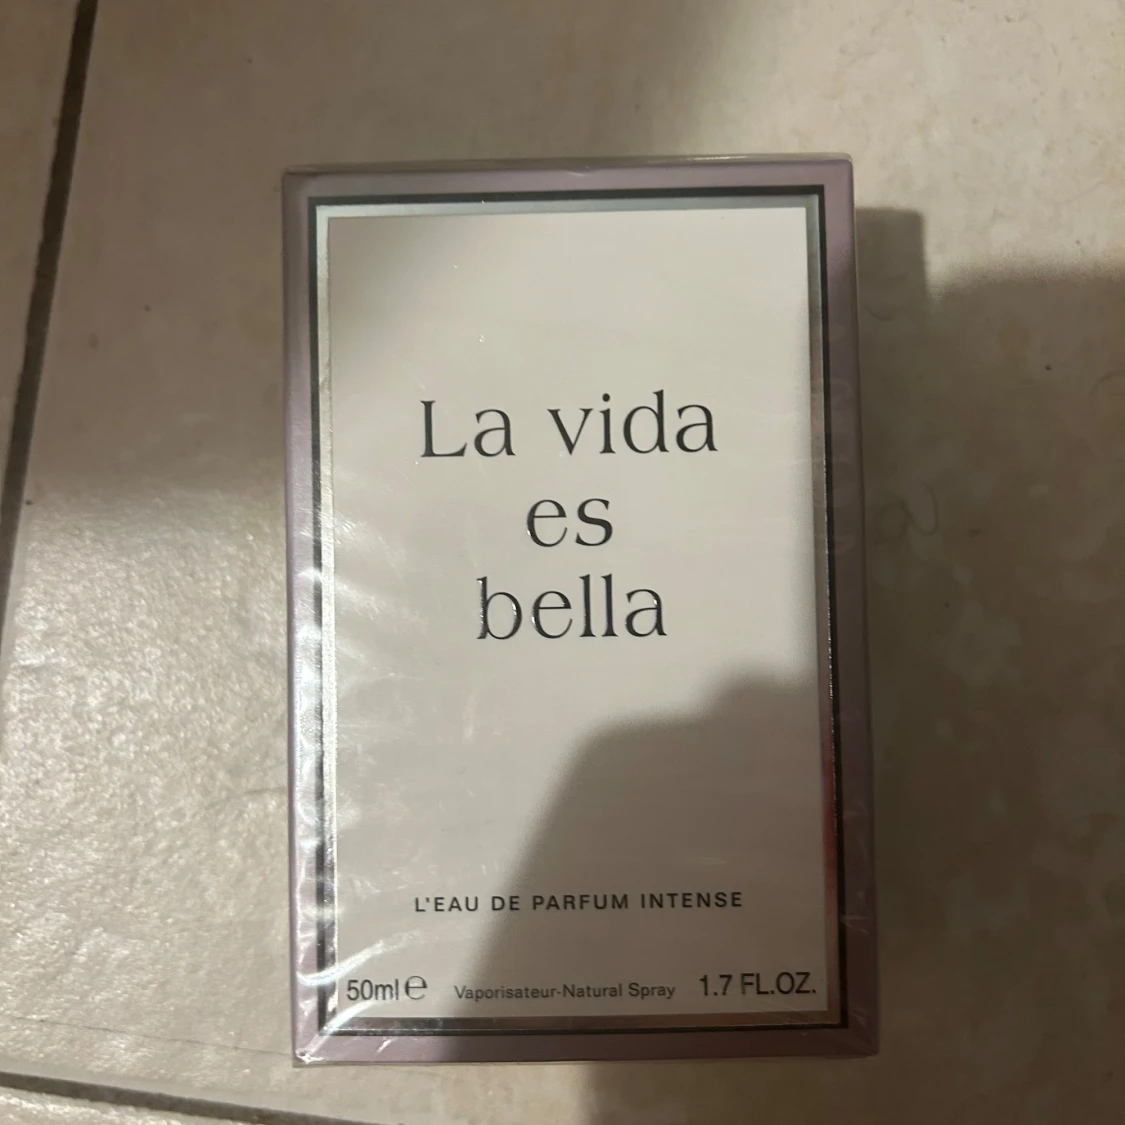 La vida
es
bella
L'EAU DE PARFUM INTENSE
50ml ℮ Vaporisateur-Natural Spray 1.7 FL.OZ.